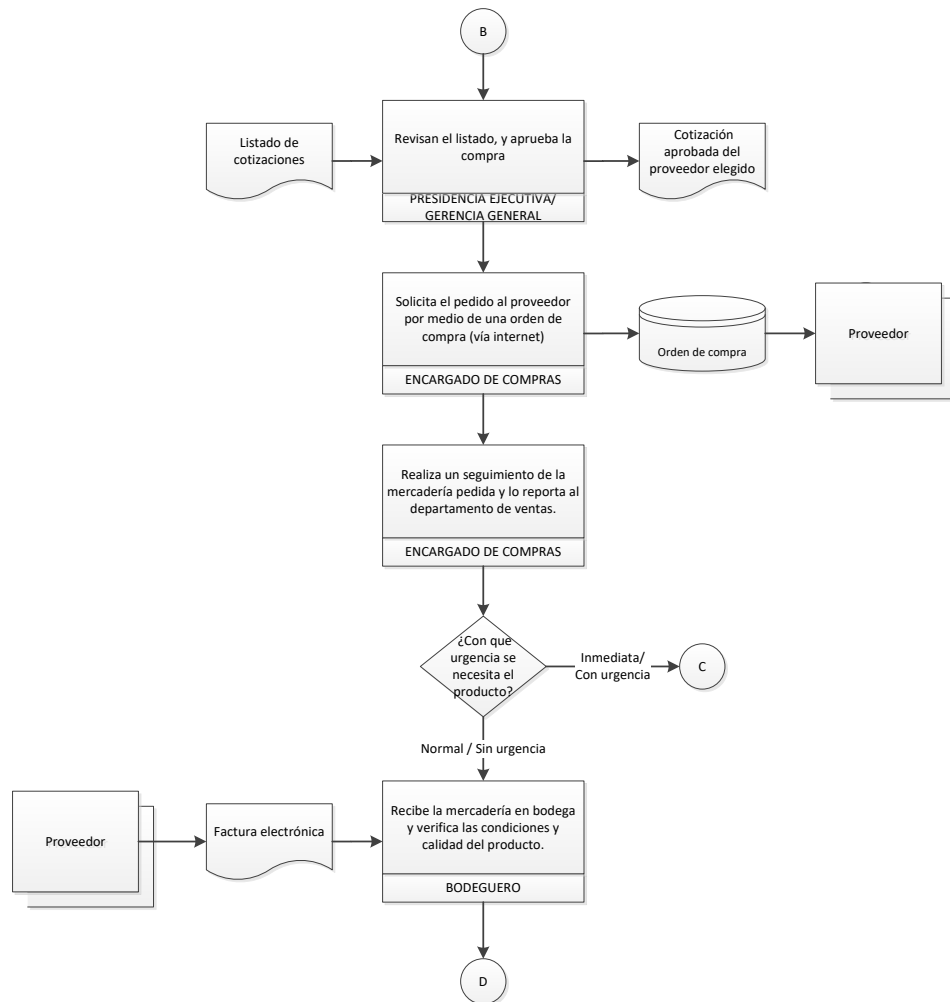 B
Listado de
cotizaciones
Revisan el listado, y aprueba la
compra
PRESIDENCIA EJECUTIVA/
GERENCIA GENERAL
Cotización
aprobada del
proveedor elegido
Solicita el pedido al proveedor
por medio de una orden de
compra (vía internet)
ENCARGADO DE COMPRAS
Orden de compra
Proveedor
Realiza un seguimiento de la
mercadería pedida y lo reporta al
departamento de ventas.
ENCARGADO DE COMPRAS
¿Con que
urgencia se
necesita el
producto?
Inmediata/
Con urgencia
C
Normal / Sin urgencia
Proveedor
Factura electrónica
Recibe la mercadería en bodega
y verifica las condiciones y
calidad del producto.
BODEGUERO
D